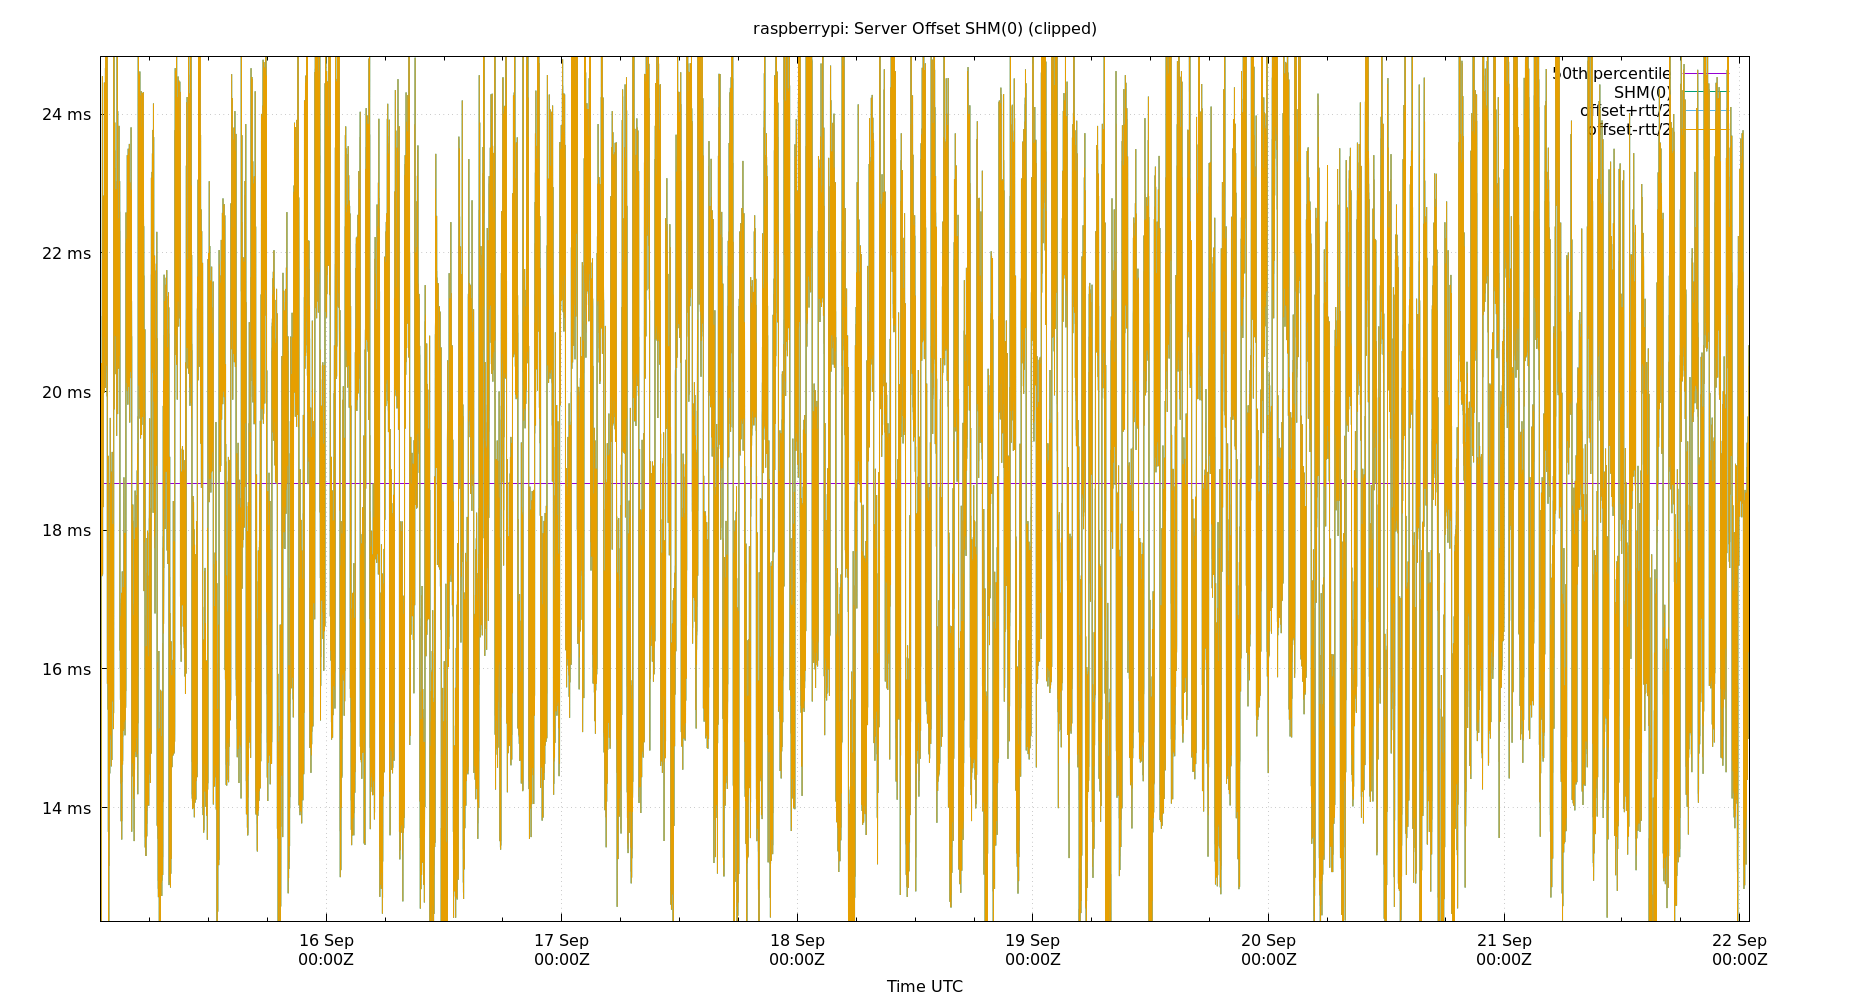 raspberrypi: Server Offset SHM(0) (clipped)
50th percentile
SHM(0)
offset+rtt/2
offset-rtt/2
24 ms
22 ms
20 ms
18 ms
16 ms
14 ms
16 Sep 17 Sep 18 Sep 19 Sep 20 Sep 21 Sep 22 Sep
00:00Z 00:00Z 00:00Z 00:00Z 00:00Z 00:00Z 00:00Z
Time UTC